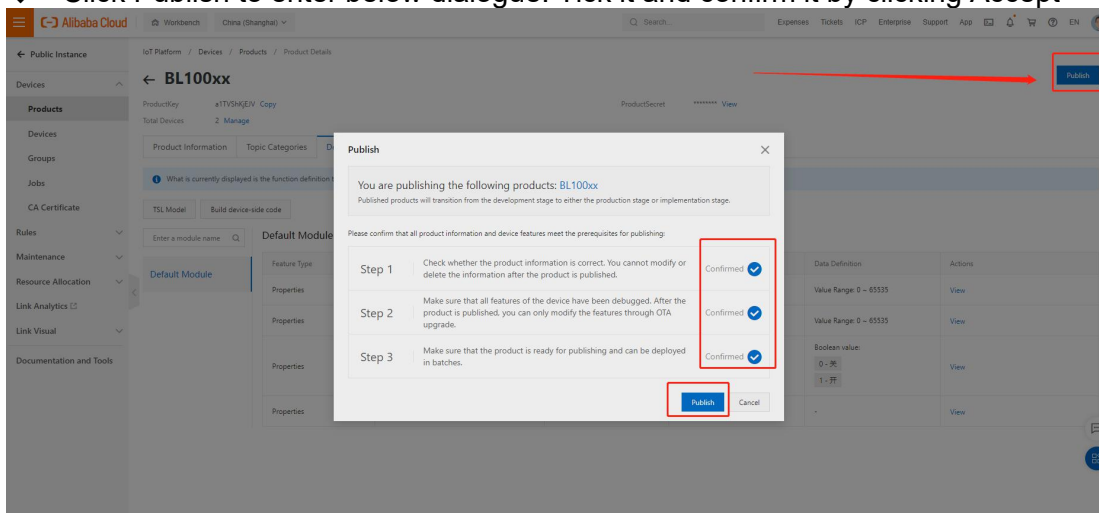 Click Publish to enter below dialogue. Tick it and confirm it by clicking Accept
Alibaba Cloud
Workbench
China (Shanghai)
Search...
Expenses Tickets ICP Enterprise Support App EN
Public Instance
IoT Platform / Devices / Products / Product Details
Devices
BL100xx
Publish
Products
ProductKey
Copy
ProductSecret
******** View
Total Devices 2 Manage
Devices
Groups
Jobs
CA Certificate
Rules
Maintenance
Resource Allocation
Link Analytics
Link Visual
Documentation and Tools
Product Information Topic Categories
What is currently displayed is the function definition
TSL Model Build device-side code
Enter a module name
Default Module
Default Module
Feature Type
Data Definition
Actions
Properties
Value Range: 0 ~ 65535
View
Properties
Value Range: 0 ~ 65535
View
Properties
Boolean value:
0 - 关
1 - 开
View
Properties
-
View
Publish
You are publishing the following products: BL100xx
Published products will transition from the development stage to either the production stage or implementation stage.
Please confirm that all product information and device features meet the prerequisites for publishing:
Step 1
Check whether the product information is correct. You cannot modify or
delete the information after the product is published.
Confirmed
Step 2
Make sure that all features of the device have been debugged. After the
product is published, you can only modify the features through OTA
upgrade.
Confirmed
Step 3
Make sure that the product is ready for publishing and can be deployed
in batches.
Confirmed
Publish
Cancel